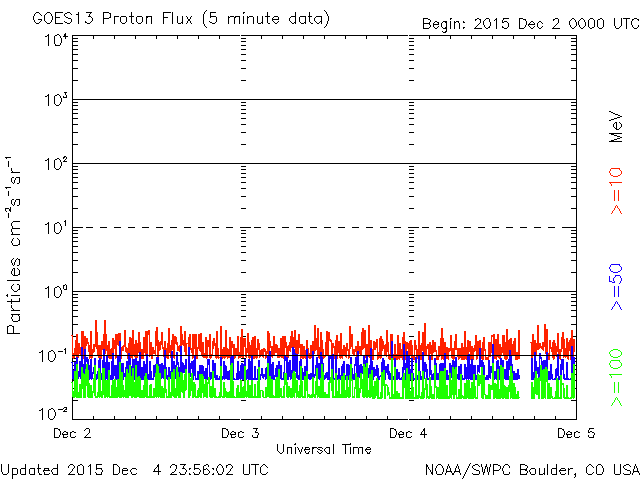 GOES13 Proton Flux (5 minute data)
Begin: 2015 Dec 2 0000 UTC
Particles cm⁻²s⁻¹sr⁻¹
10⁴
10³
10²
10¹
10⁰
10⁻¹
10⁻²
MeV
>=10
>=50
>=100
Dec 2
Dec 3
Dec 4
Dec 5
Universal Time
Updated 2015 Dec 4 23:56:02 UTC
NOAA/SWPC Boulder, CO USA